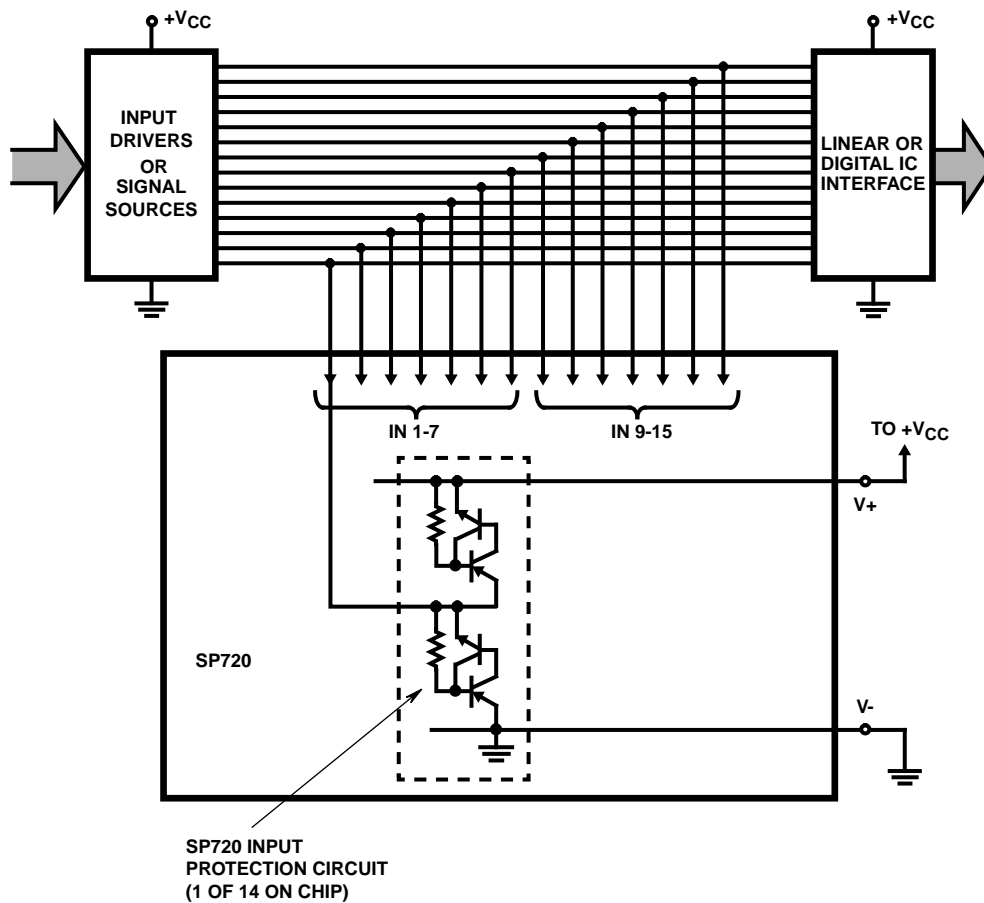 +VCC
+VCC
INPUT
DRIVERS
OR
SIGNAL
SOURCES
LINEAR OR
DIGITAL IC
INTERFACE
IN 1-7
IN 9-15
TO +VCC
V+
SP720
V-
SP720 INPUT
PROTECTION CIRCUIT
(1 OF 14 ON CHIP)